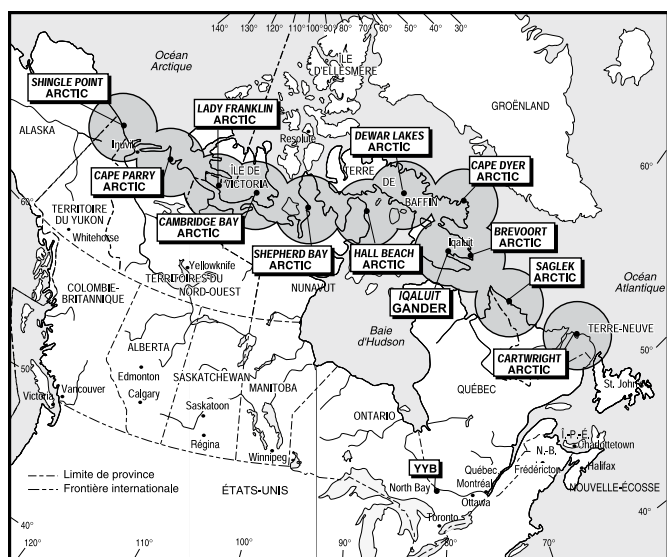 140° 130° 120° 110° 100° 90° 80° 70° 60° 50° 40° 30°
Océan
Arctique
ÎLE
D'ELLESMÈRE
GROËNLAND
SHINGLE POINT
ARCTIC
LADY FRANKLIN
ARCTIC
ALASKA
Inuvik
Resolute
DEWAR LAKES
ARCTIC
CAPE DYER
ARCTIC
ÎLE DE
VICTORIA
TERRE
DE
BAFFIN
CAPE PARRY
ARCTIC
60°
60°
TERRITOIRE
DU YUKON
Whitehorse
CAMBRIDGE BAY
ARCTIC
Iqaluit
BREVOORT
ARCTIC
SHEPHERD BAY
ARCTIC
HALL BEACH
ARCTIC
Yellowknife
TERRITOIRES DU
NORD-OUEST
NUNAVUT
SAGLEK
ARCTIC
Océan
Atlantique
COLOMBIE-
BRITANNIQUE
IQALUIT
GANDER
Baie
d'Hudson
TERRE-NEUVE
ALBERTA
CARTWRIGHT
ARCTIC
50°
50°
Edmonton
SASKATCHEWAN
MANITOBA
QUÉBEC
St. John's
Vancouver
Victoria
Calgary
Saskatoon
ONTARIO
Régina
Winnipeg
Î.-P.-É.
Charlottetown
YYB
N.-B.
Frédéricton
Halifax
Québec
Montréal
Limite de province
Frontière internationale
ÉTATS-UNIS
North Bay
Ottawa
NOUVELLE-ÉCOSSE
Toronto
40°
40°
120° 110° 100° 90° 80° 70°